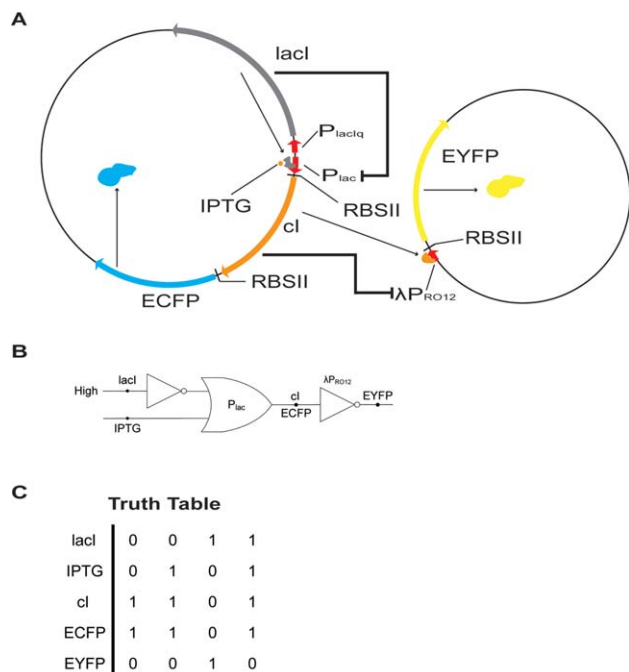 A
lacI
P laclq
P lac
IPTG
RBSII
cI
ECFP
RBSII
EYFP
RBSII
λP RO12
B
High
lacI
IPTG
P lac
cI
ECFP
λP RO12
EYFP
C
Truth Table
lacI 0 0 1 1
IPTG 0 1 0 1
cI 1 1 0 1
ECFP 1 1 0 1
EYFP 0 0 1 0